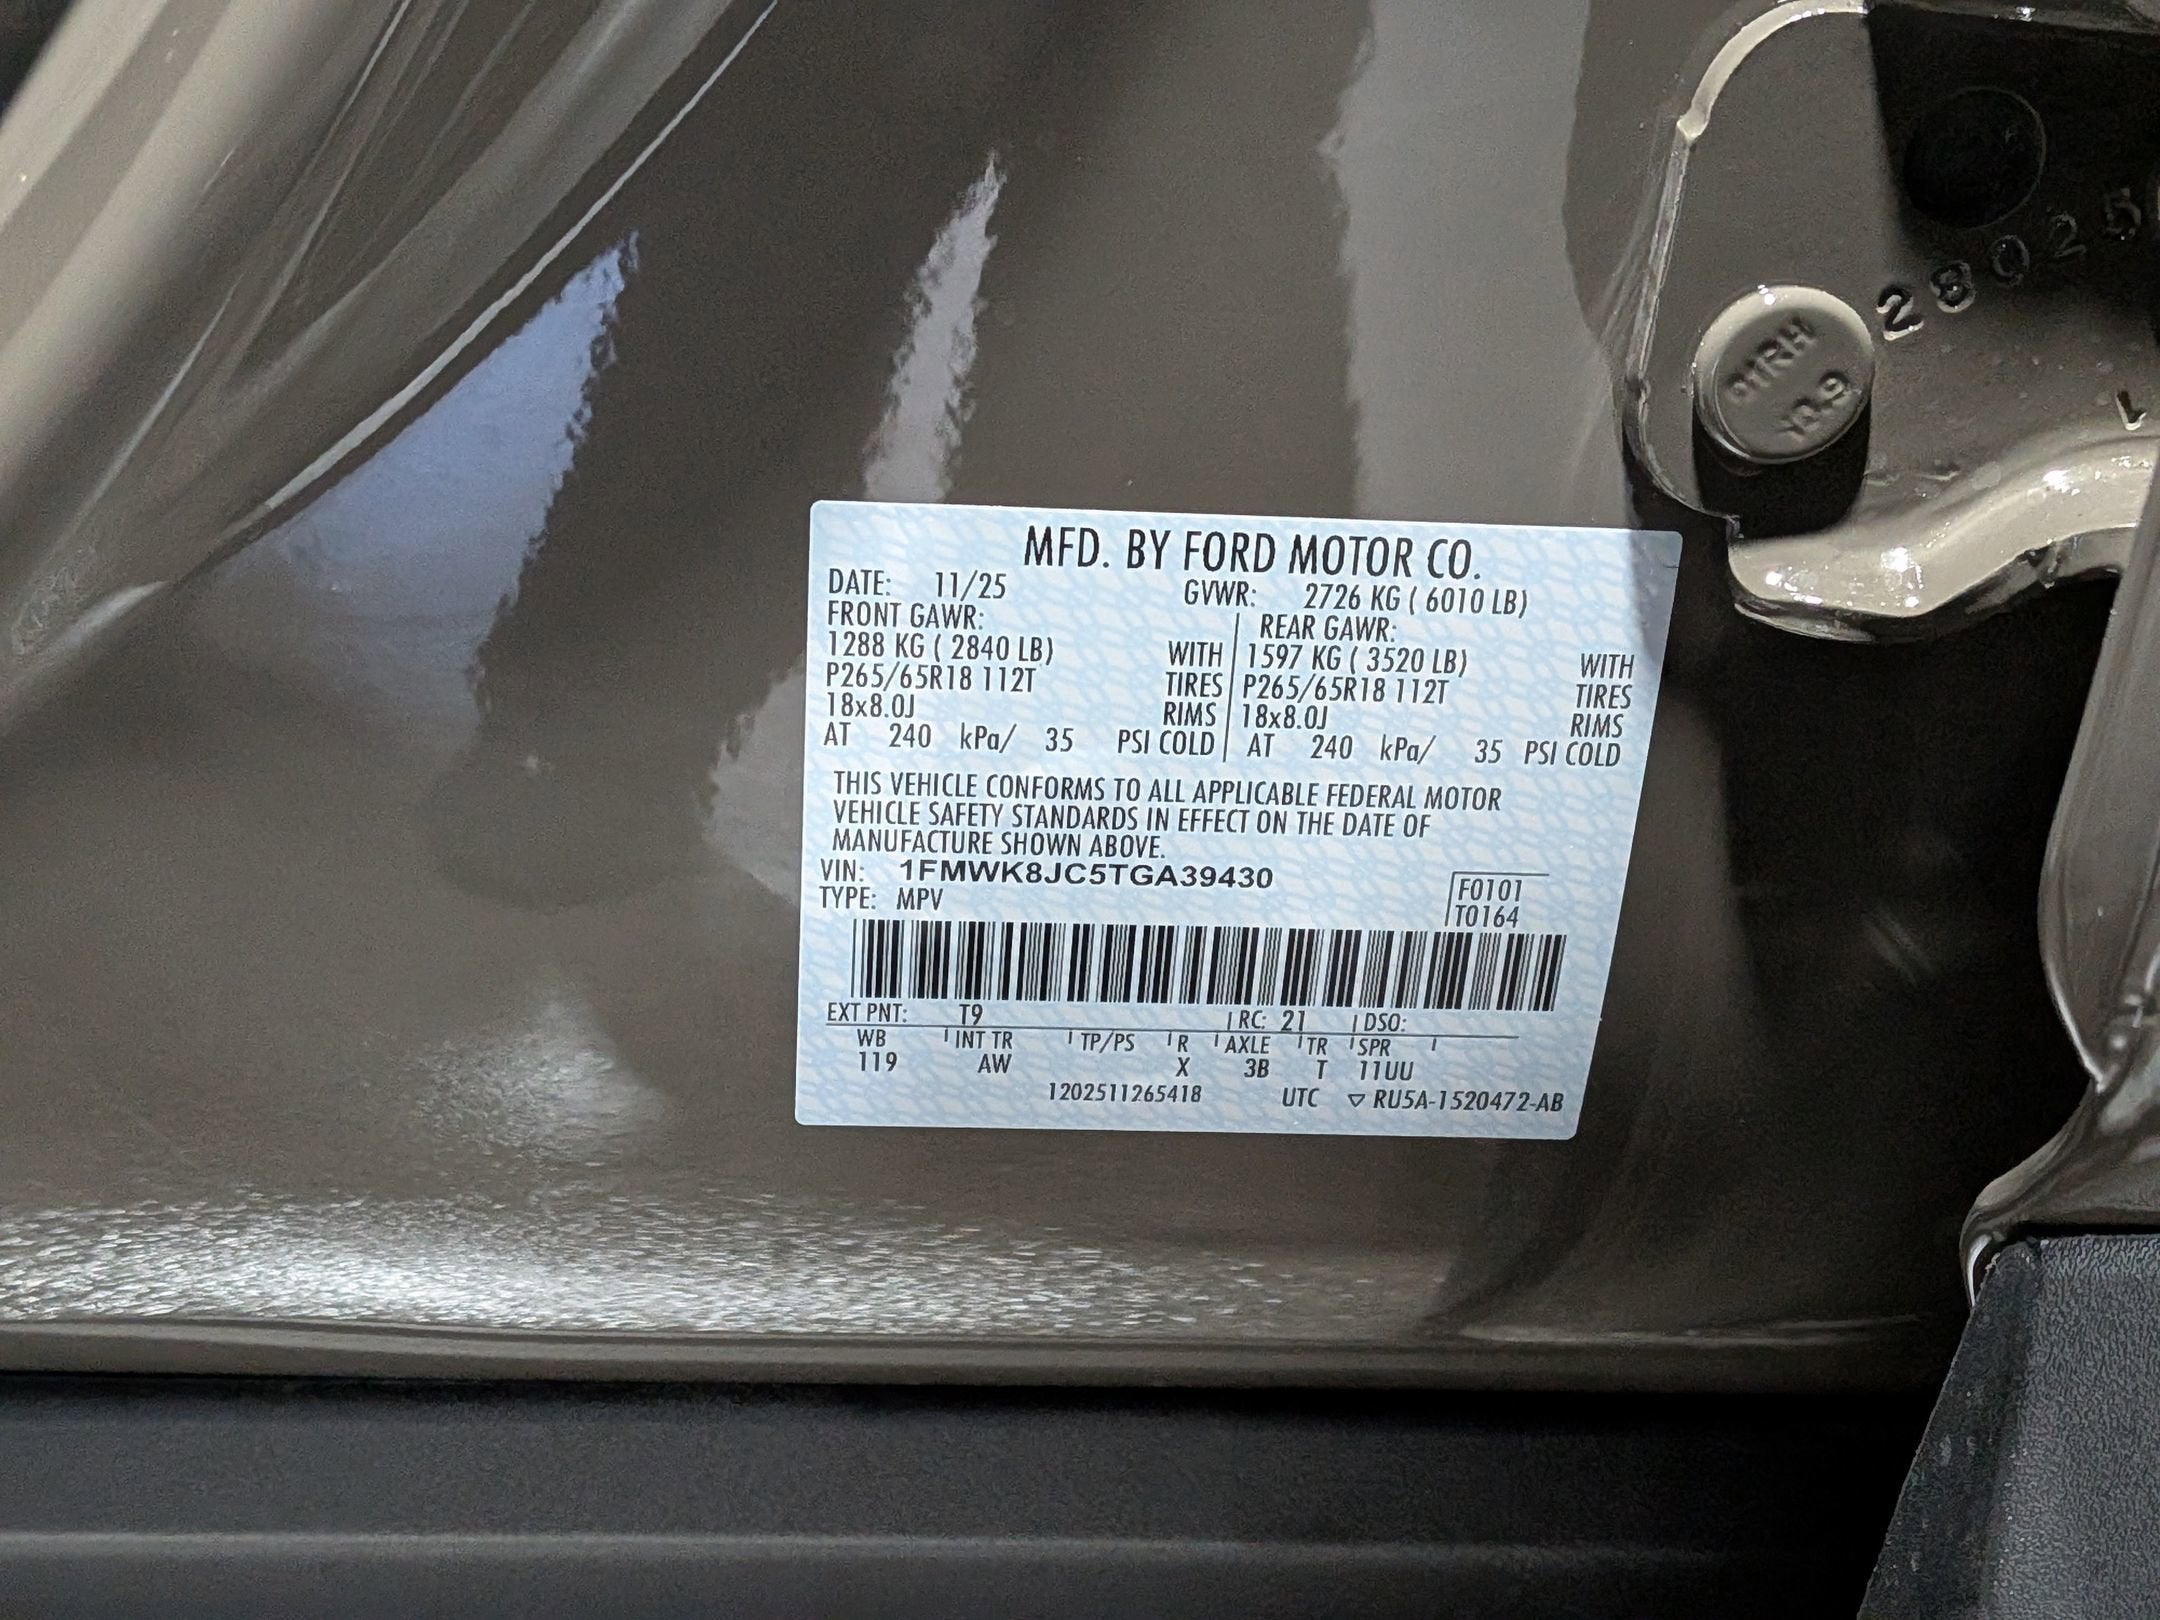 MFD. BY FORD MOTOR CO.
DATE: 11/25 GVWR: 2726 KG ( 6010 LB)
FRONT GAWR: REAR GAWR:
1288 KG ( 2840 LB) WITH 1597 KG ( 3520 LB) WITH
P265/65R18 112T TIRES P265/65R18 112T TIRES
18x8.0J RIMS 18x8.0J RIMS
AT 240 kPa/ 35 PSI COLD AT 240 kPa/ 35 PSI COLD
THIS VEHICLE CONFORMS TO ALL APPLICABLE FEDERAL MOTOR
VEHICLE SAFETY STANDARDS IN EFFECT ON THE DATE OF
MANUFACTURE SHOWN ABOVE.
VIN: 1FMWK8JC5TGA39430
TYPE: MPV
F0101
T0164
EXT PNT: T9 RC: 21 DSO:
WB INT TR TP/PS R AXLE TR SPR
119 AW X 3B T 11UU
1202511265418 UTC ▽ RU5A-1520472-AB
28025